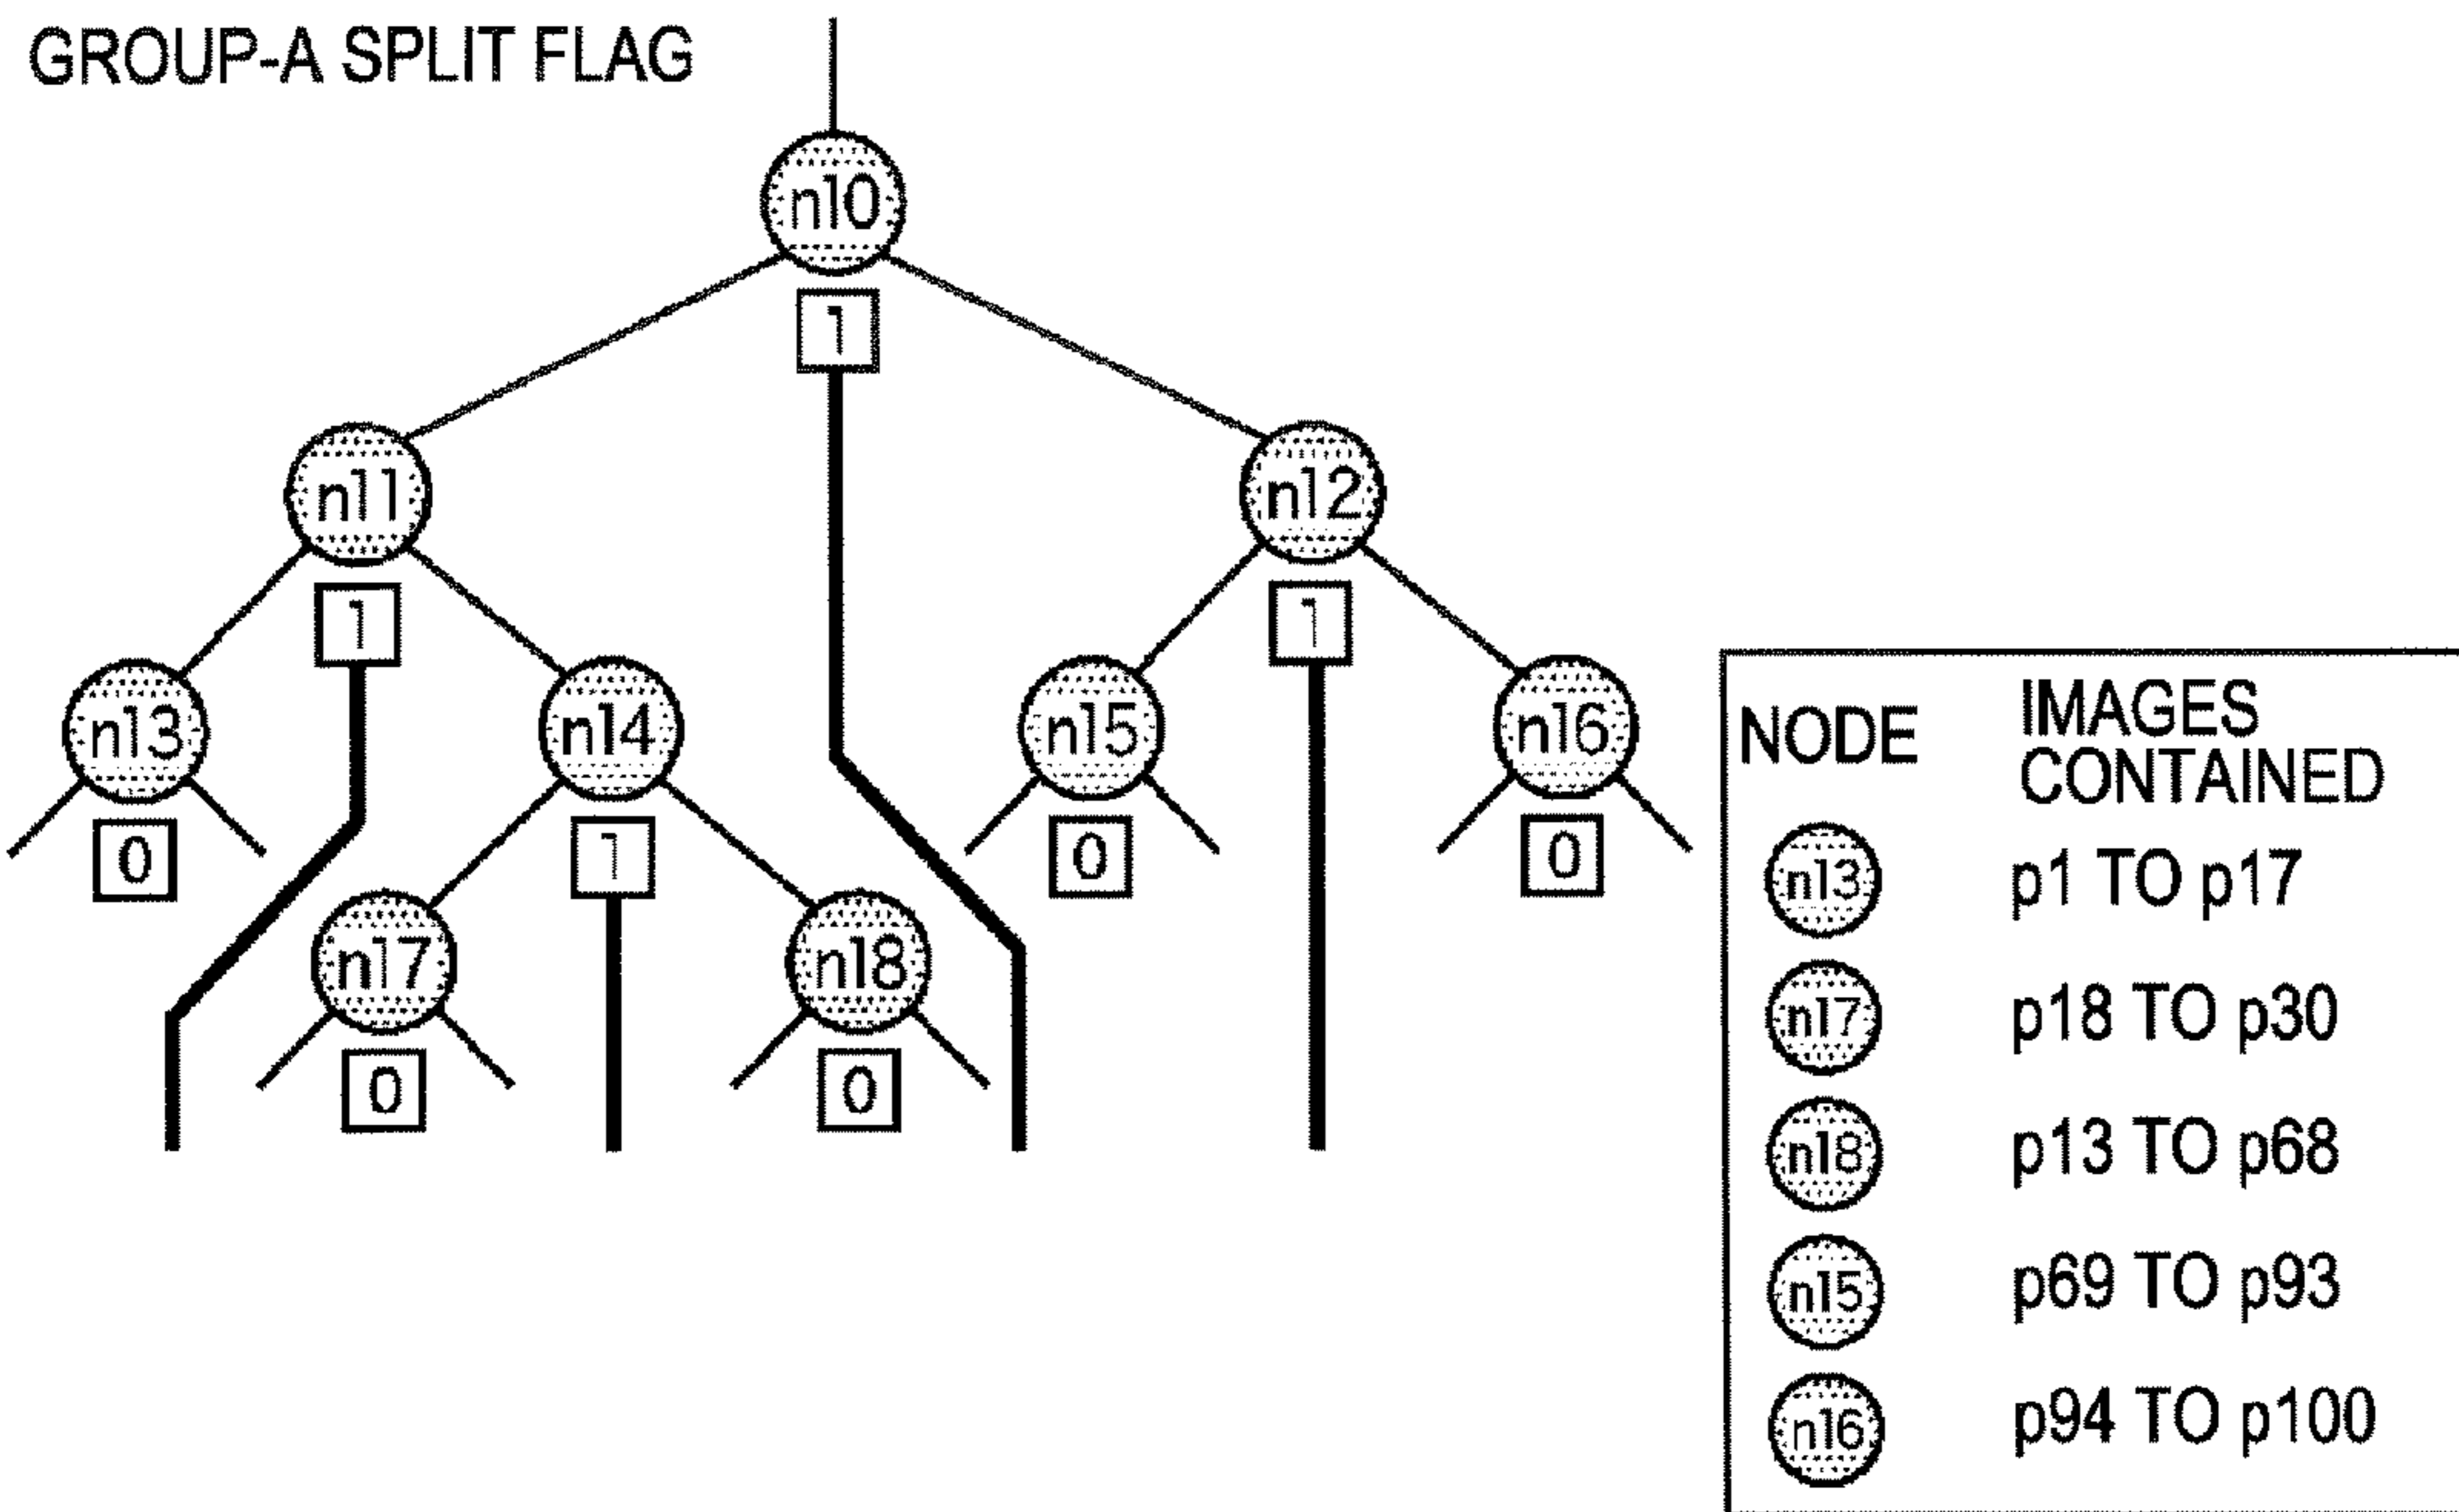 GROUP-A SPLIT FLAG
n10
1
n11
n12
1
1
n13
n14
n15
n16
0
1
0
0
n17
n18
0
0
NODE IMAGES CONTAINED
n13 p1 TO p17
n17 p18 TO p30
n18 p13 TO p68
n15 p69 TO p93
n16 p94 TO p100